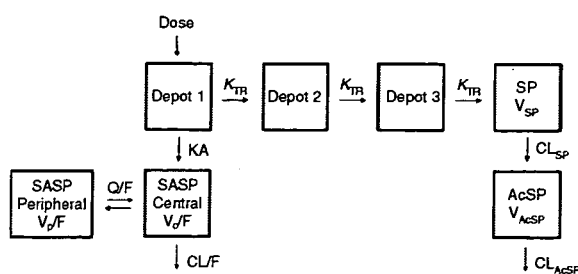 Dose
Depot 1
K_TR
Depot 2
K_TR
Depot 3
K_TR
SP
V_SP
KA
CL_SP
SASP
Peripheral
V_p/F
Q/F
SASP
Central
V_c/F
AcSP
V_AcSP
CL/F
CL_AcSP